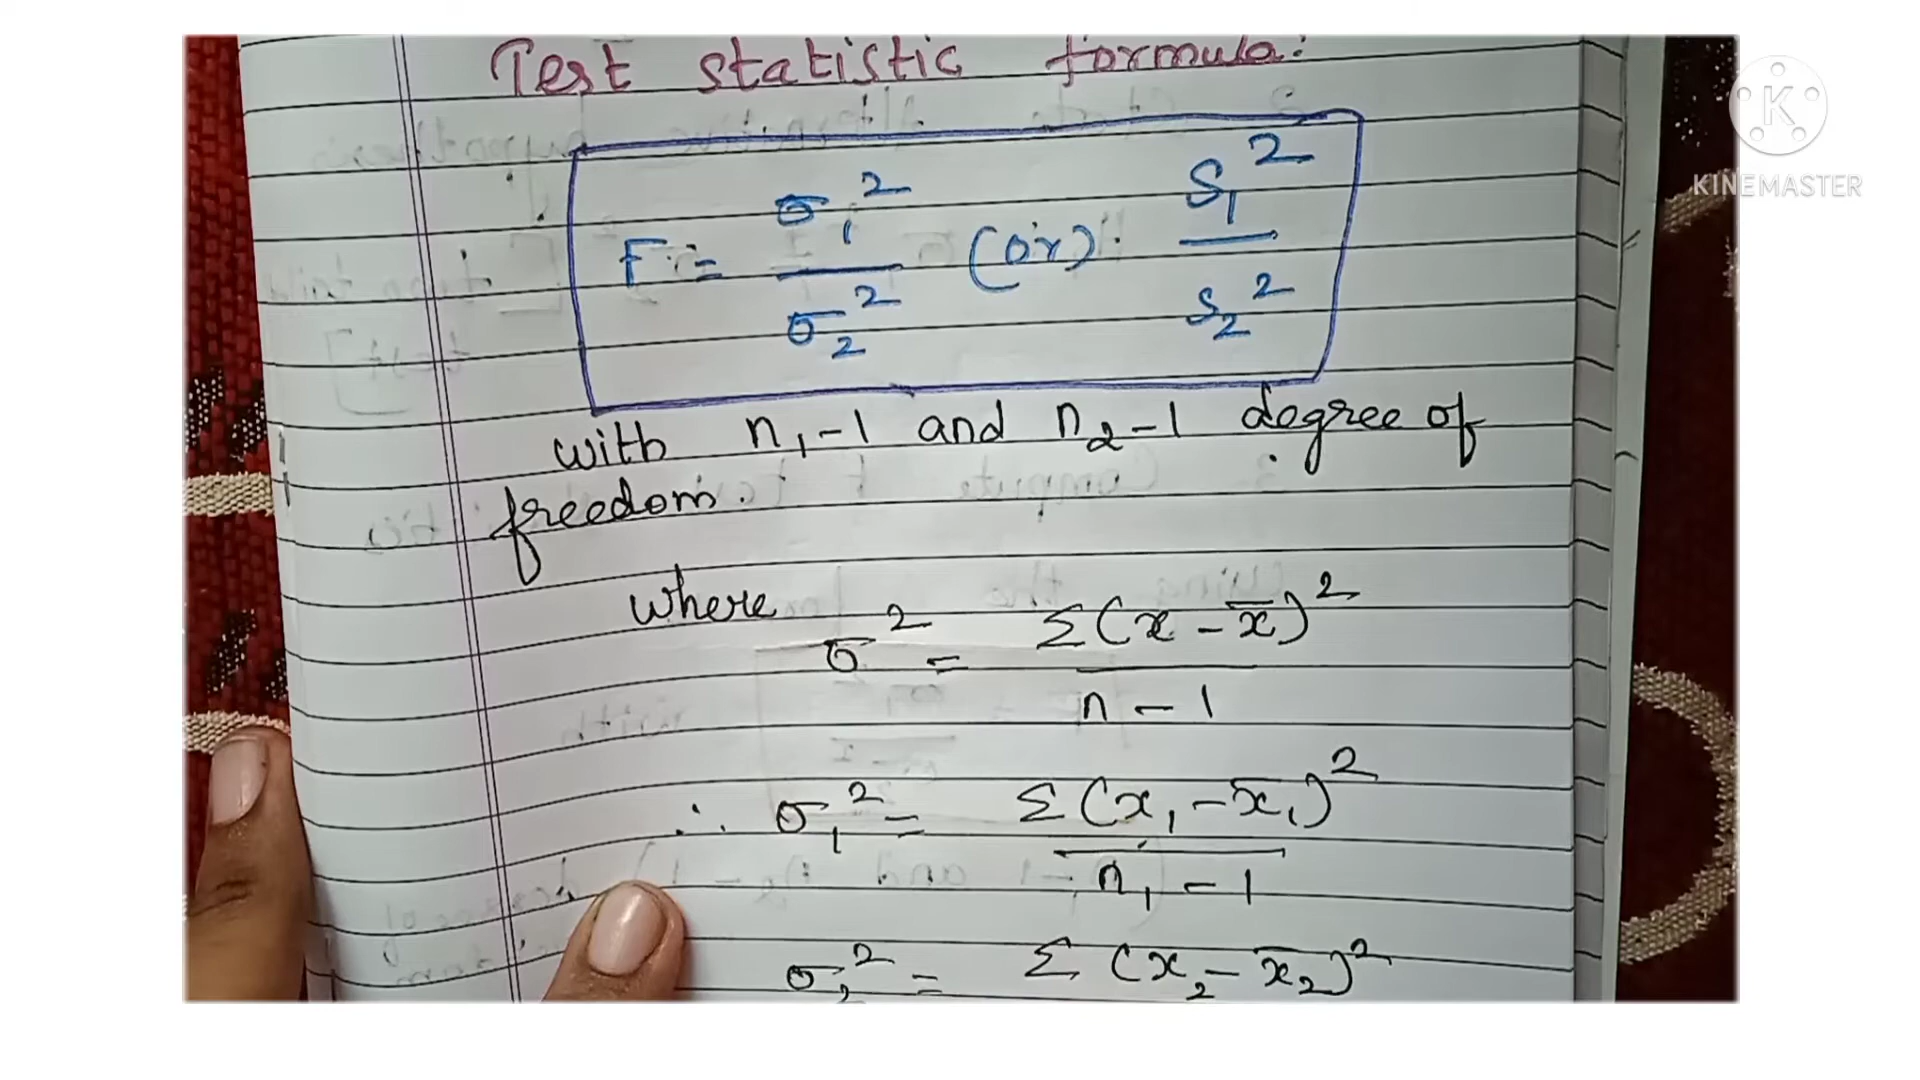 Test statistic formula:
F = σ₁² / σ₂² (or) S₁² / S₂²
with n₁-1 and n₂-1 degree of
freedom.
where
σ² = Σ(x - x̄)² / n - 1
∴ σ₁² = Σ(x₁ - x̄₁)² / n₁ - 1
σ₂² = Σ(x₂ - x̄₂)²
K
KINEMASTER